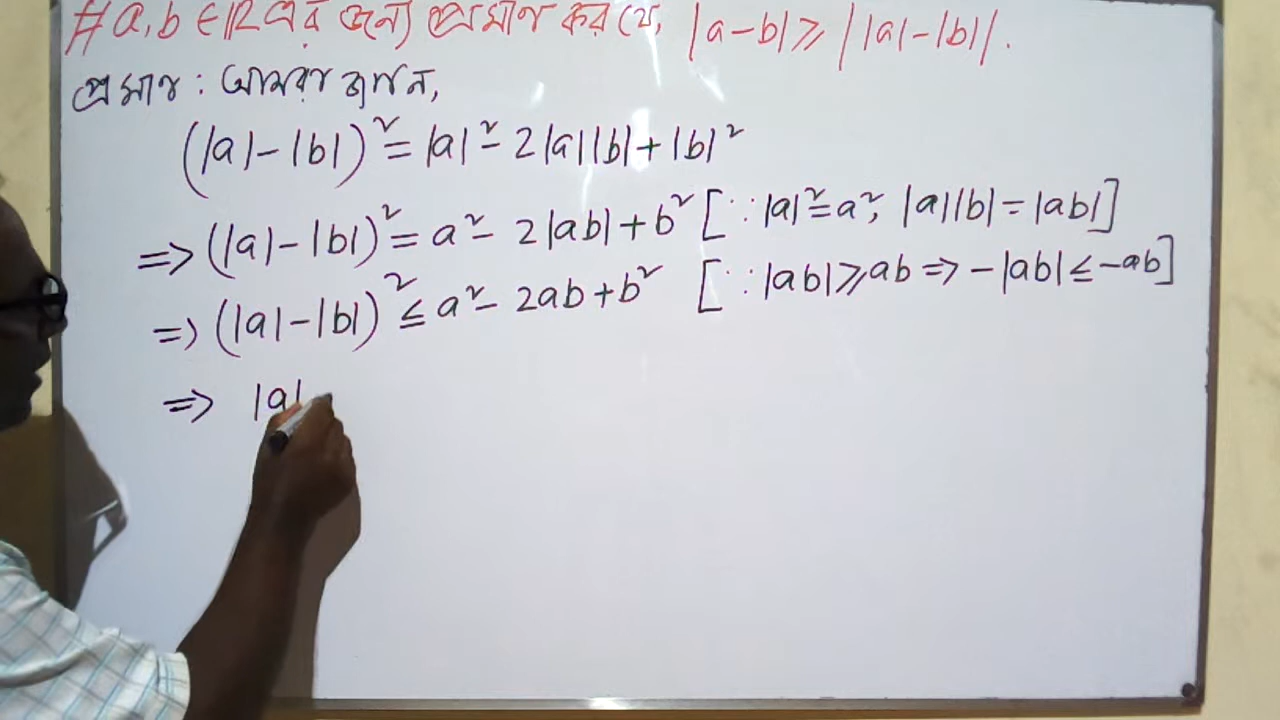 # a,b ∈ ℝ এর জন্য প্রমাণ কর যে, |a-b| ≥ ||a|-|b||.
প্রমাণ : আমরা জানি,
(|a|-|b|)² = |a|² - 2|a||b| + |b|²
=> (|a|-|b|)² = a² - 2|ab| + b² [∵ |a|² = a², |a||b| = |ab|]
=> (|a|-|b|)² ≤ a² - 2ab + b² [∵ |ab| ≥ ab => -|ab| ≤ -ab]
=> |a|